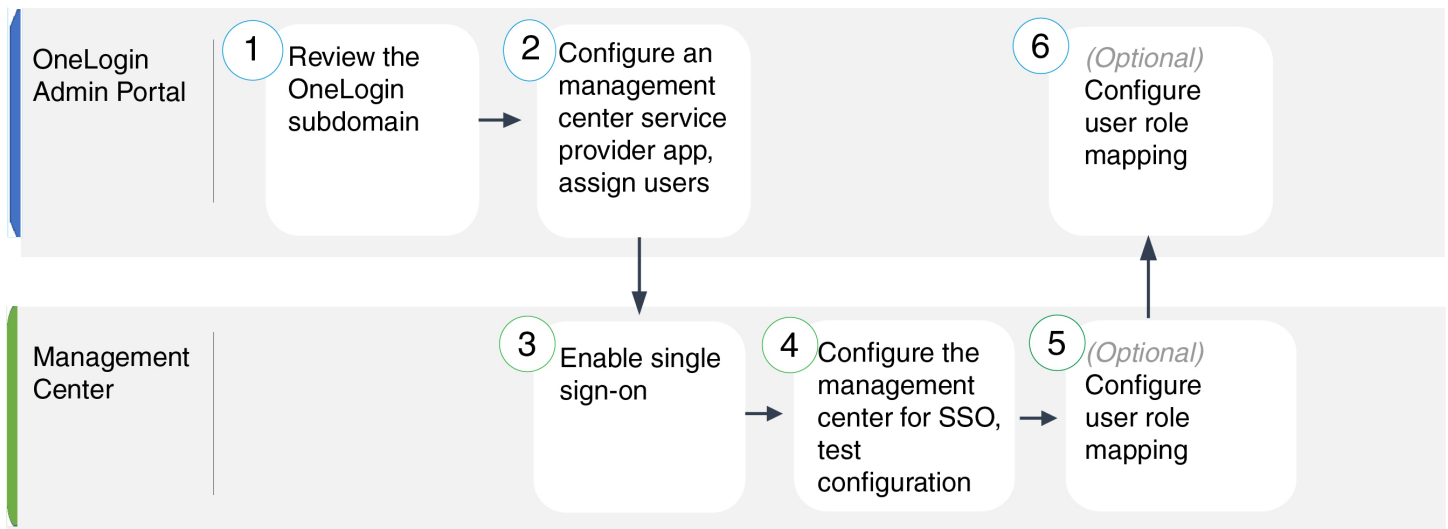 OneLogin
Admin Portal
1
Review the
OneLogin
subdomain
2
Configure an
management
center service
provider app,
assign users
6
(Optional)
Configure
user role
mapping
Management
Center
3
Enable single
sign-on
4
Configure the
management
center for SSO,
test
configuration
5
(Optional)
Configure
user role
mapping